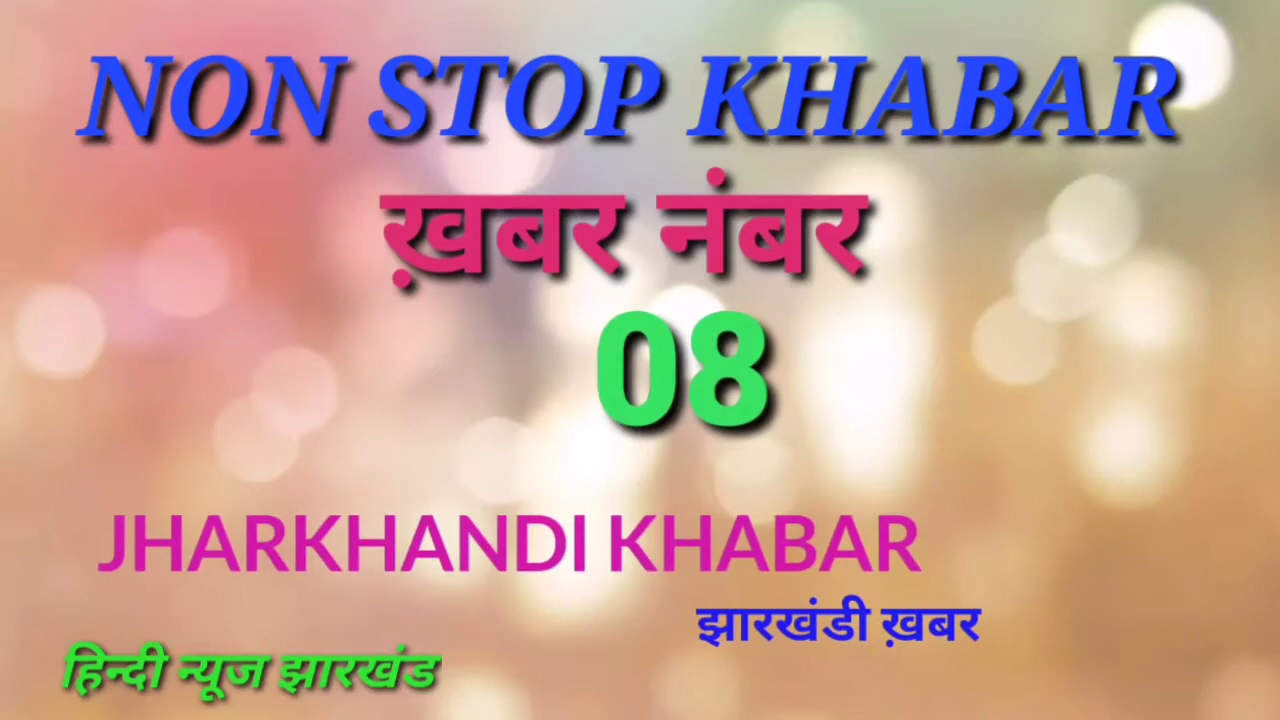 NON STOP KHABAR
ख़बर नंबर
08
JHARKHANDI KHABAR
झारखंडी ख़बर
हिन्दी न्यूज झारखंड